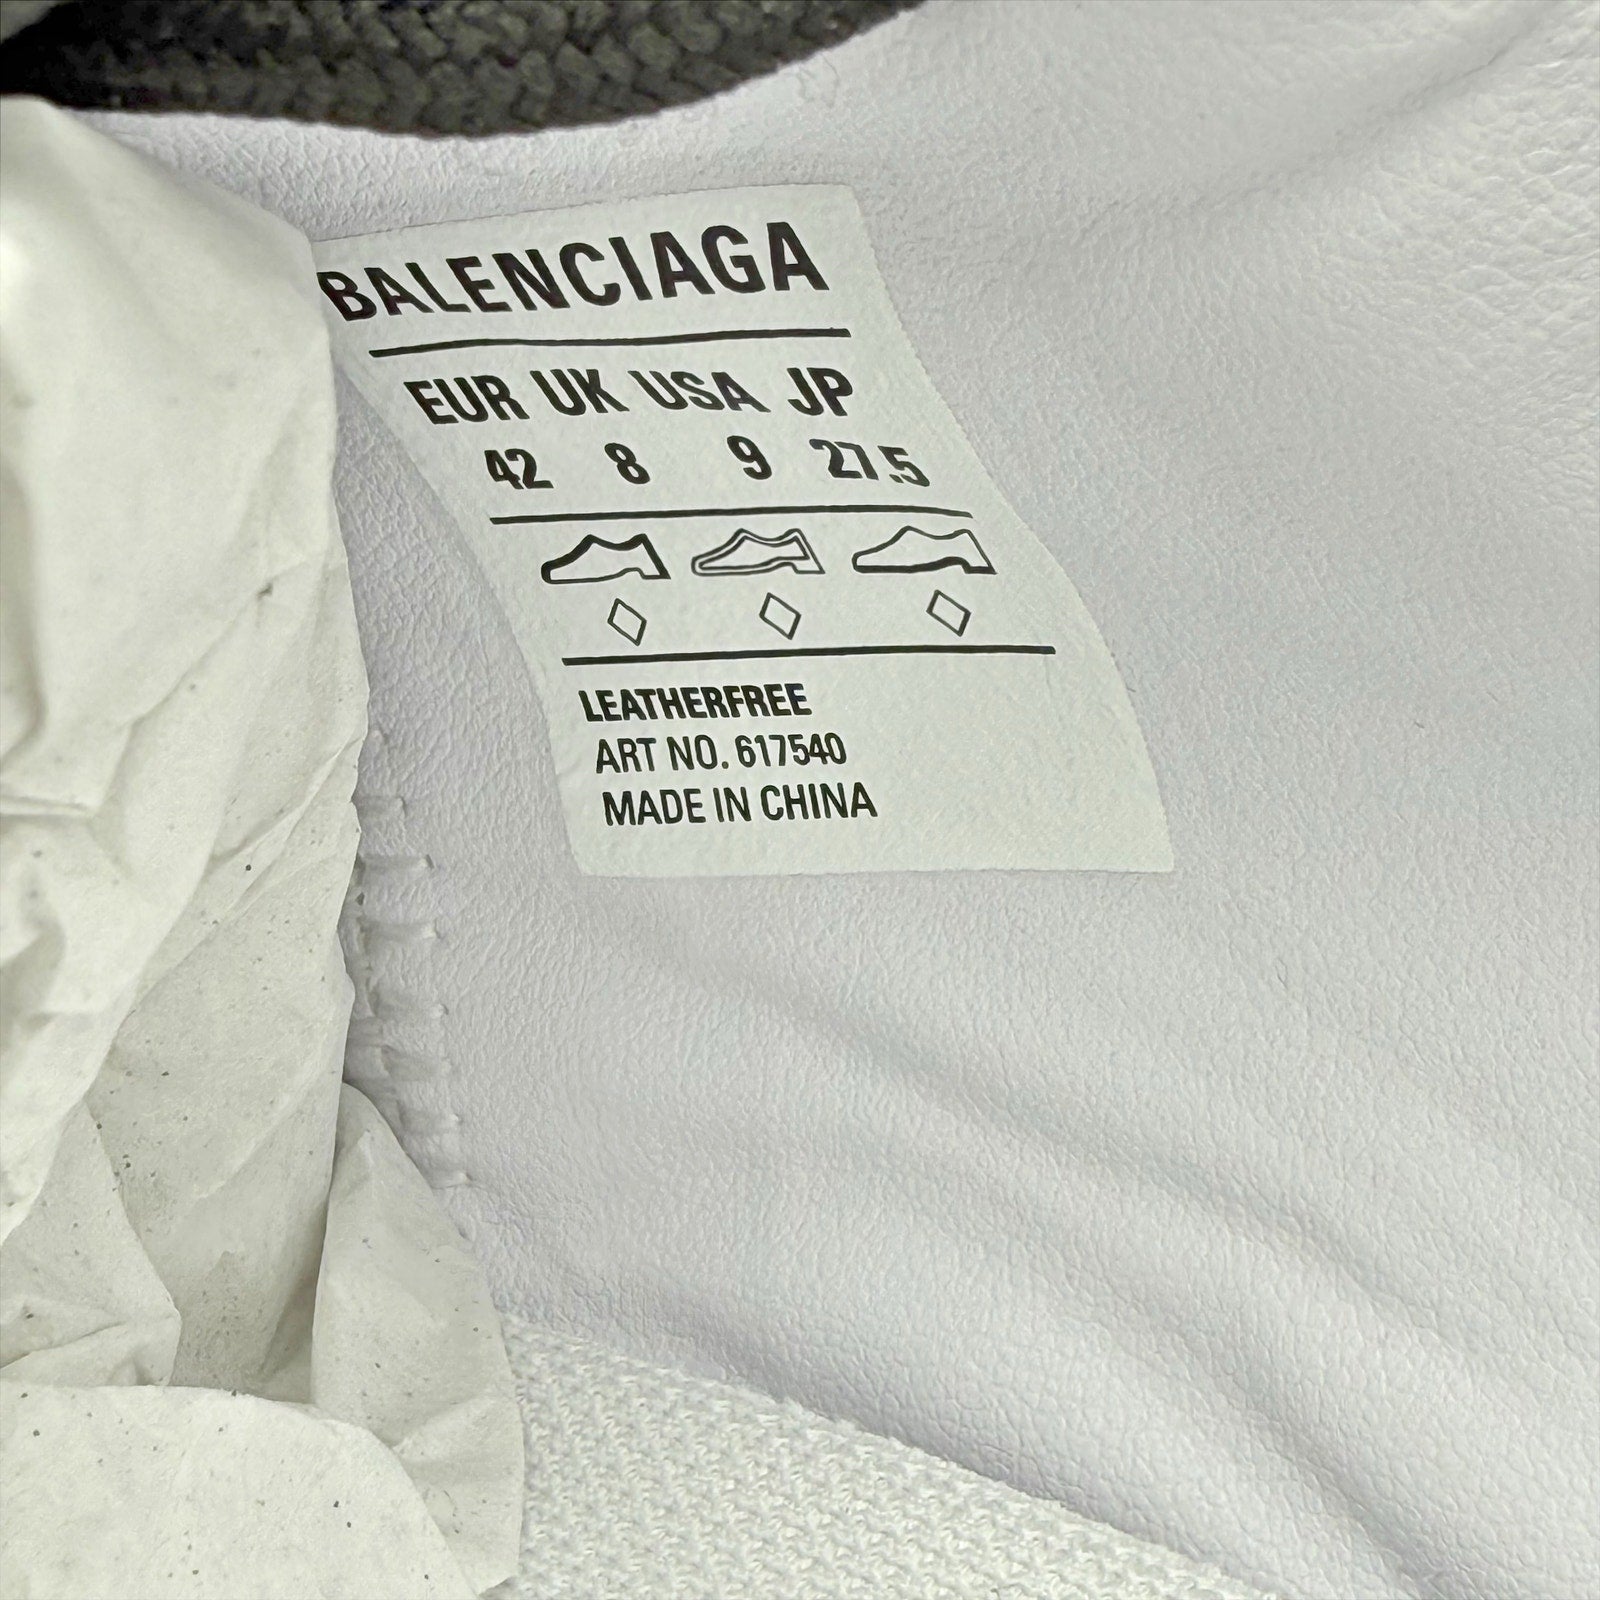 BALENCIAGA
EUR UK USA JP
42 8 9 27.5
LEATHERFREE
ART NO. 617540
MADE IN CHINA